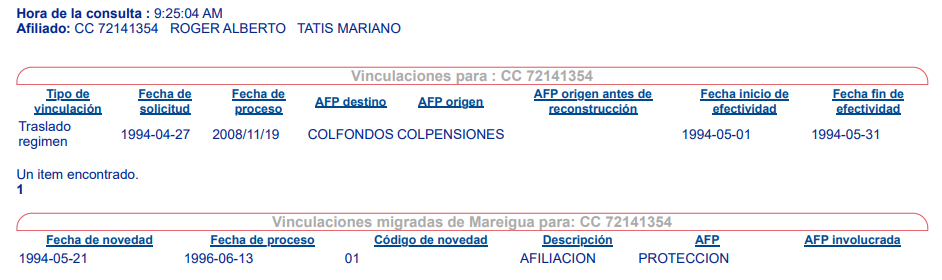 Hora de la consulta : 9:25:04 AM
Afiliado: CC 72141354 ROGER ALBERTO TATIS MARIANO
Vinculaciones para : CC 72141354
Tipo de vinculación Fecha de solicitud Fecha de proceso AFP destino AFP origen AFP origen antes de reconstrucción Fecha inicio de efectividad Fecha fin de efectividad
Traslado regimen 1994-04-27 2008/11/19 COLFONDOS COLPENSIONES 1994-05-01 1994-05-31
Un item encontrado.
1
Vinculaciones migradas de Mareigua para: CC 72141354
Fecha de novedad Fecha de proceso Código de novedad Descripción AFP AFP involucrada
1994-05-21 1996-06-13 01 AFILIACION PROTECCION